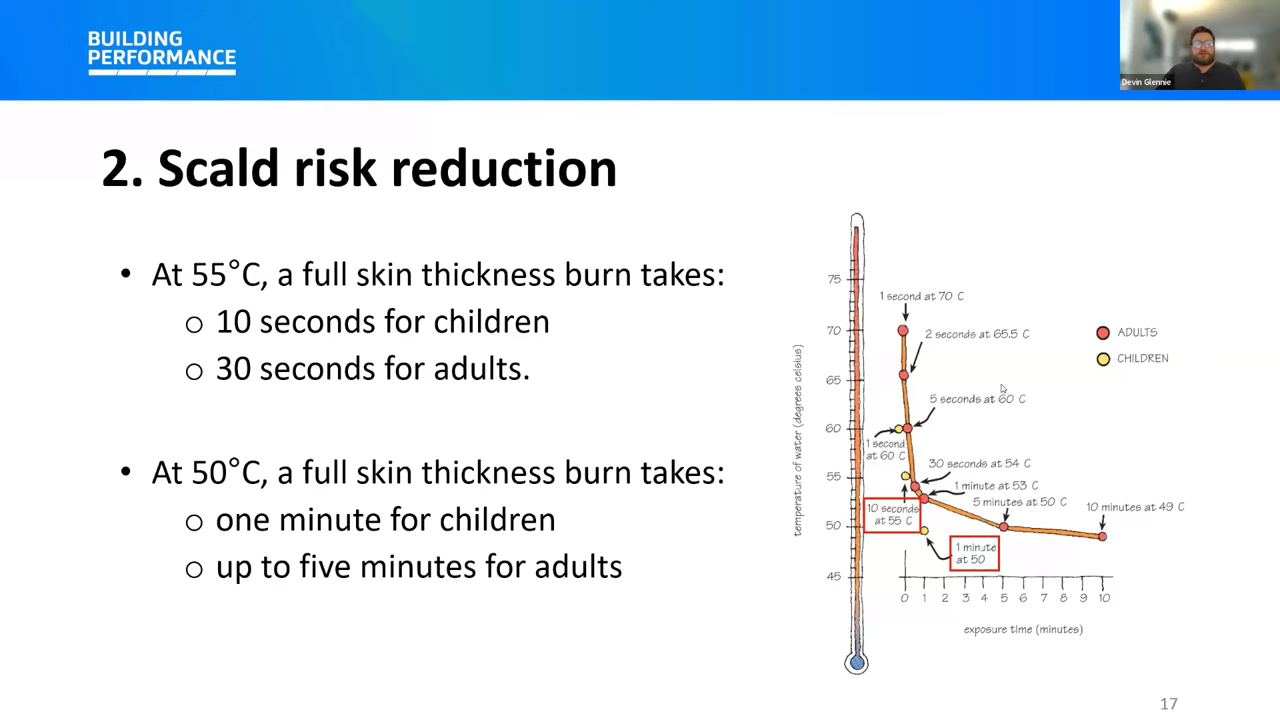 BUILDING
PERFORMANCE
Devin Glennie
2. Scald risk reduction
• At 55°C, a full skin thickness burn takes:
o 10 seconds for children
o 30 seconds for adults.
• At 50°C, a full skin thickness burn takes:
o one minute for children
o up to five minutes for adults
temperature of water (degrees celsius)
75
70
65
60
55
50
45
1 second at 70 C
2 seconds at 65.5 C
5 seconds at 60 C
1 second
at 60 C
30 seconds at 54 C
1 minute at 53 C
5 minutes at 50 C
10 minutes at 49 C
10 seconds
at 55 C
1 minute
at 50
ADULTS
CHILDREN
0 1 2 3 4 5 6 7 8 9 10
exposure time (minutes)
17